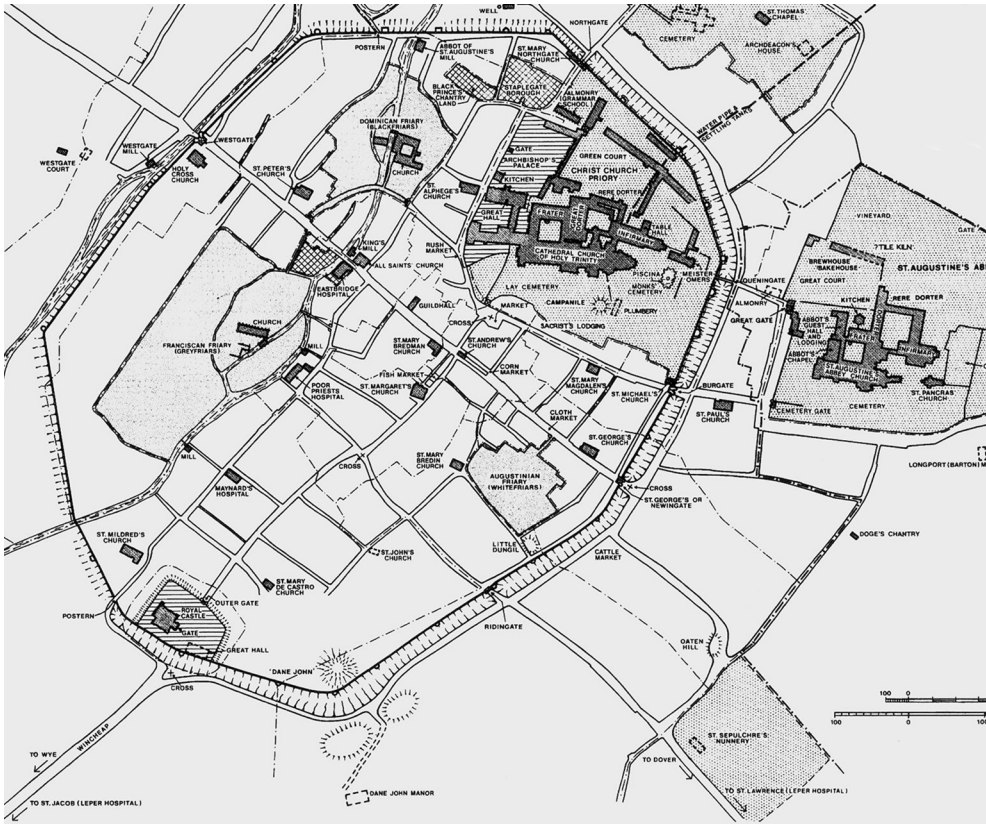 WELL
NORTHGATE
ST. THOMAS'
CHAPEL
CEMETERY
ARCHDEACON'S
HOUSE
POSTERN
ABBOT OF
ST. AUGUSTINE'S
MILL
ST. MARY
NORTHGATE
CHURCH
BLACK
PRINCE'S
CHANTRY
LAND
STAPLEGATE
BOROUGH
ALMONRY
GRAMMAR
SCHOOL
WATER PIPE &
SETTLING TANKS
WESTGATE
MILL
WESTGATE
WESTGATE
COURT
HOLY
CROSS
CHURCH
ST. PETER'S
CHURCH
DOMINICAN FRIARY
(BLACKFRIARS)
CHURCH
ST.
ALPHEGE'S
CHURCH
GATE
ARCHBISHOP'S
PALACE
KITCHEN
GREAT
HALL
GREEN COURT
CHRIST CHURCH
PRIORY
RERE DORTER
FRATER
GREAT
DORTER
TABLE
HALL
INFIRMARY
CATHEDRAL CHURCH
OF HOLY TRINITY
PISCINA
MONKS'
CEMETERY
MEISTER
OMERS
LAY CEMETERY
CAMPANILE
PLUMBERY
SACRIST'S LODGING
RUSH
MARKET
KING'S
MILL
ALL SAINTS' CHURCH
EASTBRIDGE
HOSPITAL
GUILDHALL
MARKET
CROSS
VINEYARD
GATE
'TILE KILN'
BREWHOUSE
'BAKEHOUSE'
ST. AUGUSTINE'S AB
QUENINGATE
GREAT COURT
ALMONRY
KITCHEN
RERE DORTER
GREAT GATE
ABBOT'S
GUEST
HALL
AND
LODGING
FRATER
INFIRMAR
ABBOT'S
CHAPEL
ST. AUGUSTINE
ABBEY CHURCH
ST. PANCRAS'
CHURCH
CEMETERY
CEMETERY GATE
CHURCH
FRANCISCAN FRIARY
(GREYFRIARS)
MILL
POOR
PRIESTS
HOSPITAL
ST. MARY
BREDMAN
CHURCH
ST. ANDREW'S
CHURCH
CORN
MARKET
FISH MARKET
ST. MARGARET'S
CHURCH
ST. MARY
MAGDALEN'S
CHURCH
ST. MICHAEL'S
CHURCH
BURGATE
CLOTH
MARKET
ST. PAUL'S
CHURCH
ST. GEORGE'S
CHURCH
LONGPORT (BARTON) M
MILL
MAYNARD'S
HOSPITAL
CROSS
ST. MARY
BREDIN
CHURCH
AUGUSTINIAN
FRIARY
(WHITEFRIARS)
CROSS
ST. GEORGE'S OR
NEWINGATE
ST. MILDRED'S
CHURCH
LITTLE
DUNGIL
CATTLE
MARKET
DOGE'S CHANTRY
ST. JOHN'S
CHURCH
ST. MARY
DE CASTRO
CHURCH
OUTER GATE
POSTERN
ROYAL
CASTLE
GATE
GREAT HALL
RIDINGATE
OATEN
HILL
'DANE JOHN'
CROSS
100 0
100 0 100
WINCHEAP
TO WYE
ST. SEPULCHRE'S
'NUNNERY'
TO DOVER
DANE JOHN MANOR
TO ST. JACOB (LEPER HOSPITAL)
TO ST. LAWRENCE (LEPER HOSPITAL)